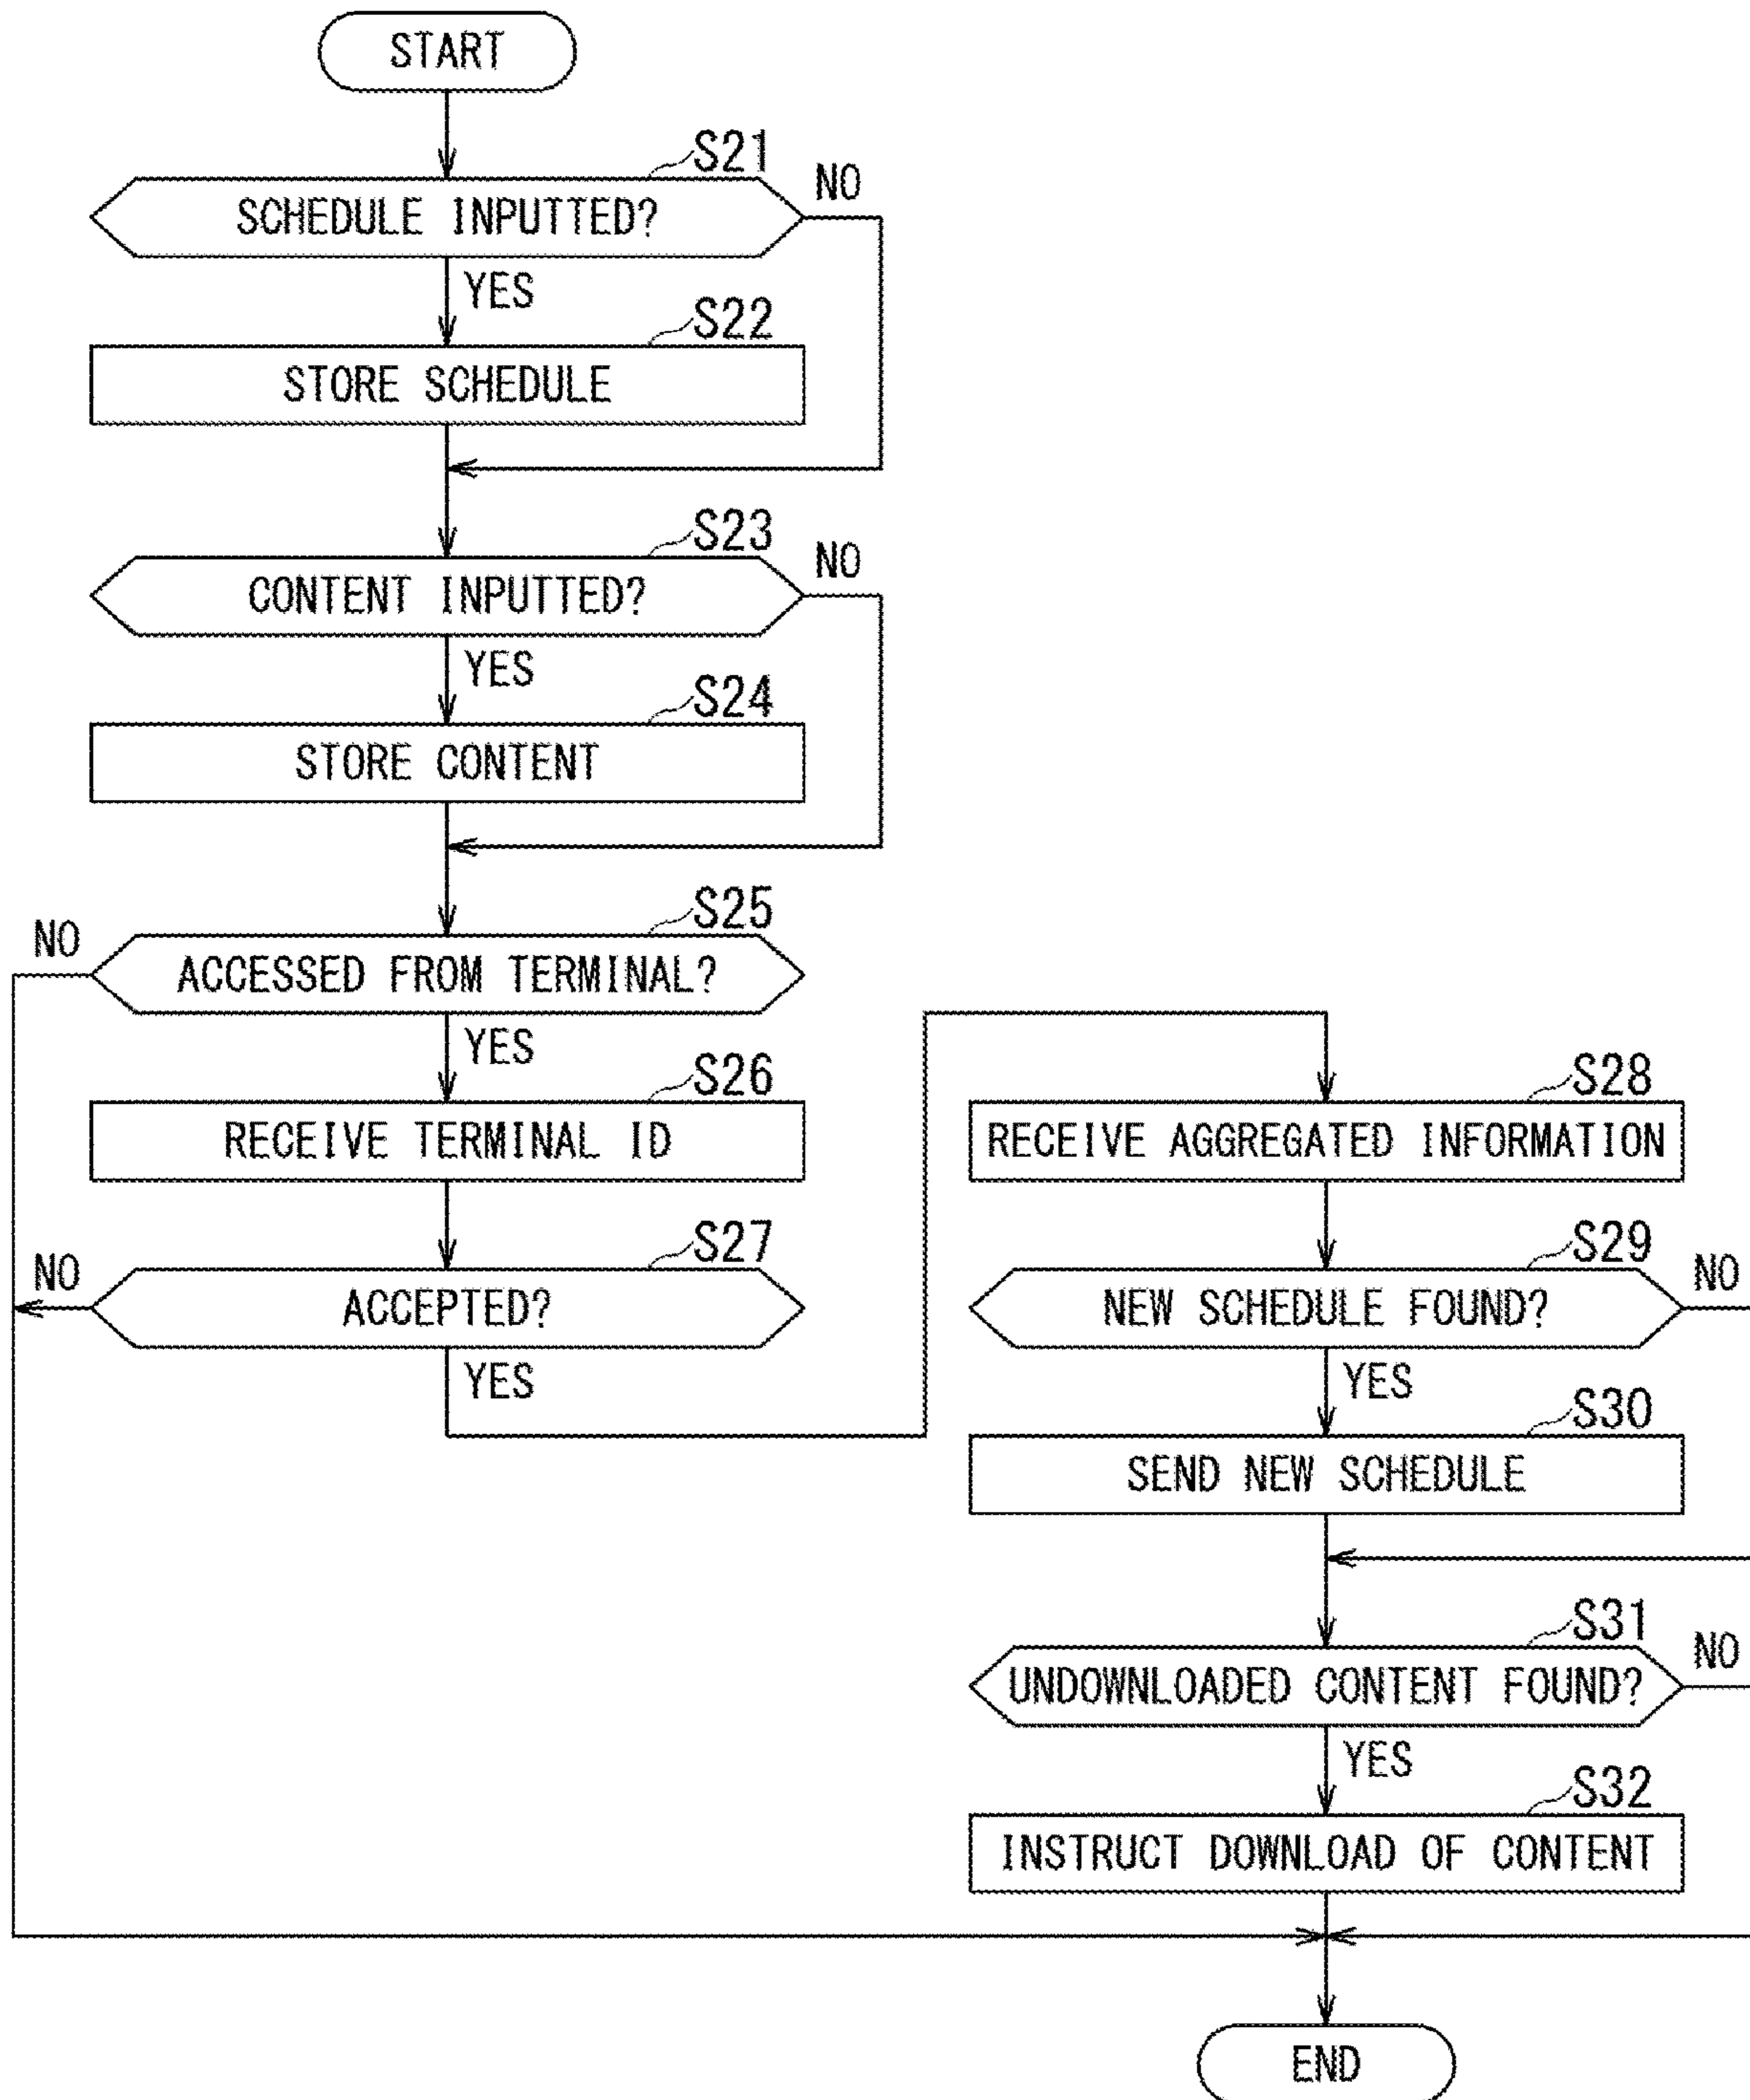 START
S21
SCHEDULE INPUTTED?
NO
YES
S22
STORE SCHEDULE
S23
CONTENT INPUTTED?
NO
YES
S24
STORE CONTENT
S25
NO
ACCESSED FROM TERMINAL?
YES
S26
RECEIVE TERMINAL ID
S27
NO
ACCEPTED?
YES
S28
RECEIVE AGGREGATED INFORMATION
S29
NEW SCHEDULE FOUND?
NO
YES
S30
SEND NEW SCHEDULE
S31
UNDOWNLOADED CONTENT FOUND?
NO
YES
S32
INSTRUCT DOWNLOAD OF CONTENT
END